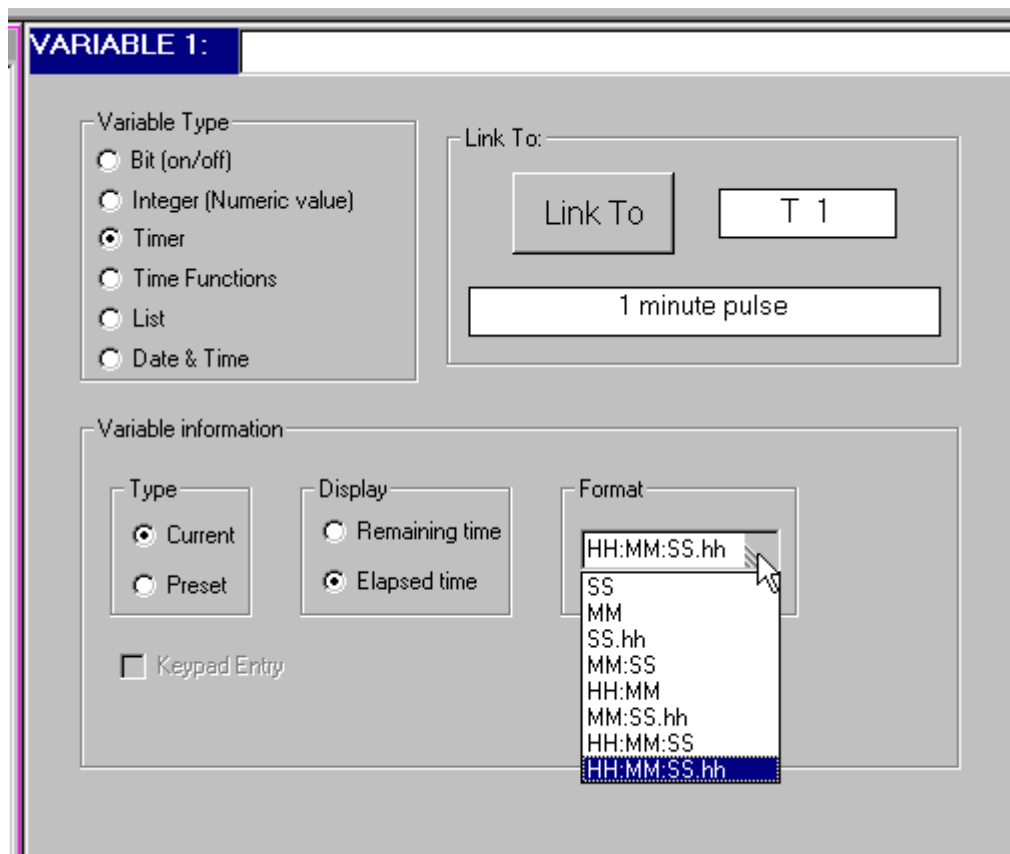 VARIABLE 1:
Variable Type
Bit (on/off)
Integer (Numeric value)
Timer
Time Functions
List
Date & Time
Link To:
Link To
T 1
1 minute pulse
Variable information
Type
Current
Preset
Display
Remaining time
Elapsed time
Format
HH:MM:SS.hh
SS
MM
SS.hh
MM:SS
HH:MM
MM:SS.hh
HH:MM:SS
HH:MM:SS.hh
Keypad Entry